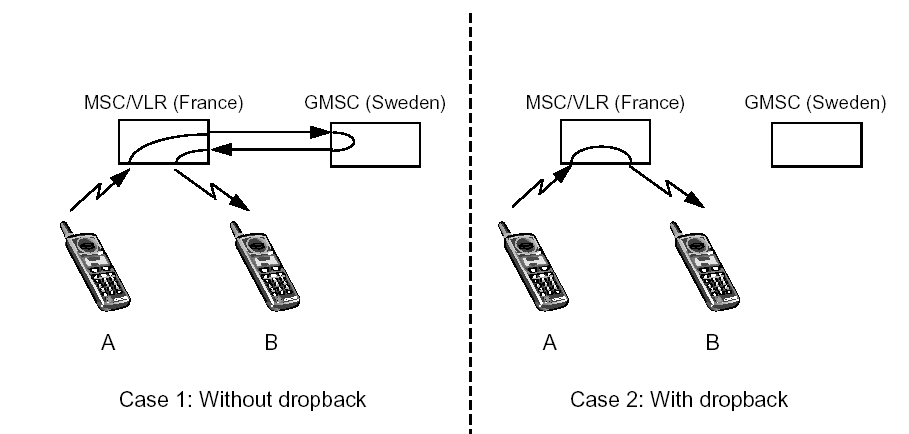 MSC/VLR (France) GMSC (Sweden)
A B
Case 1: Without dropback
MSC/VLR (France) GMSC (Sweden)
A B
Case 2: With dropback